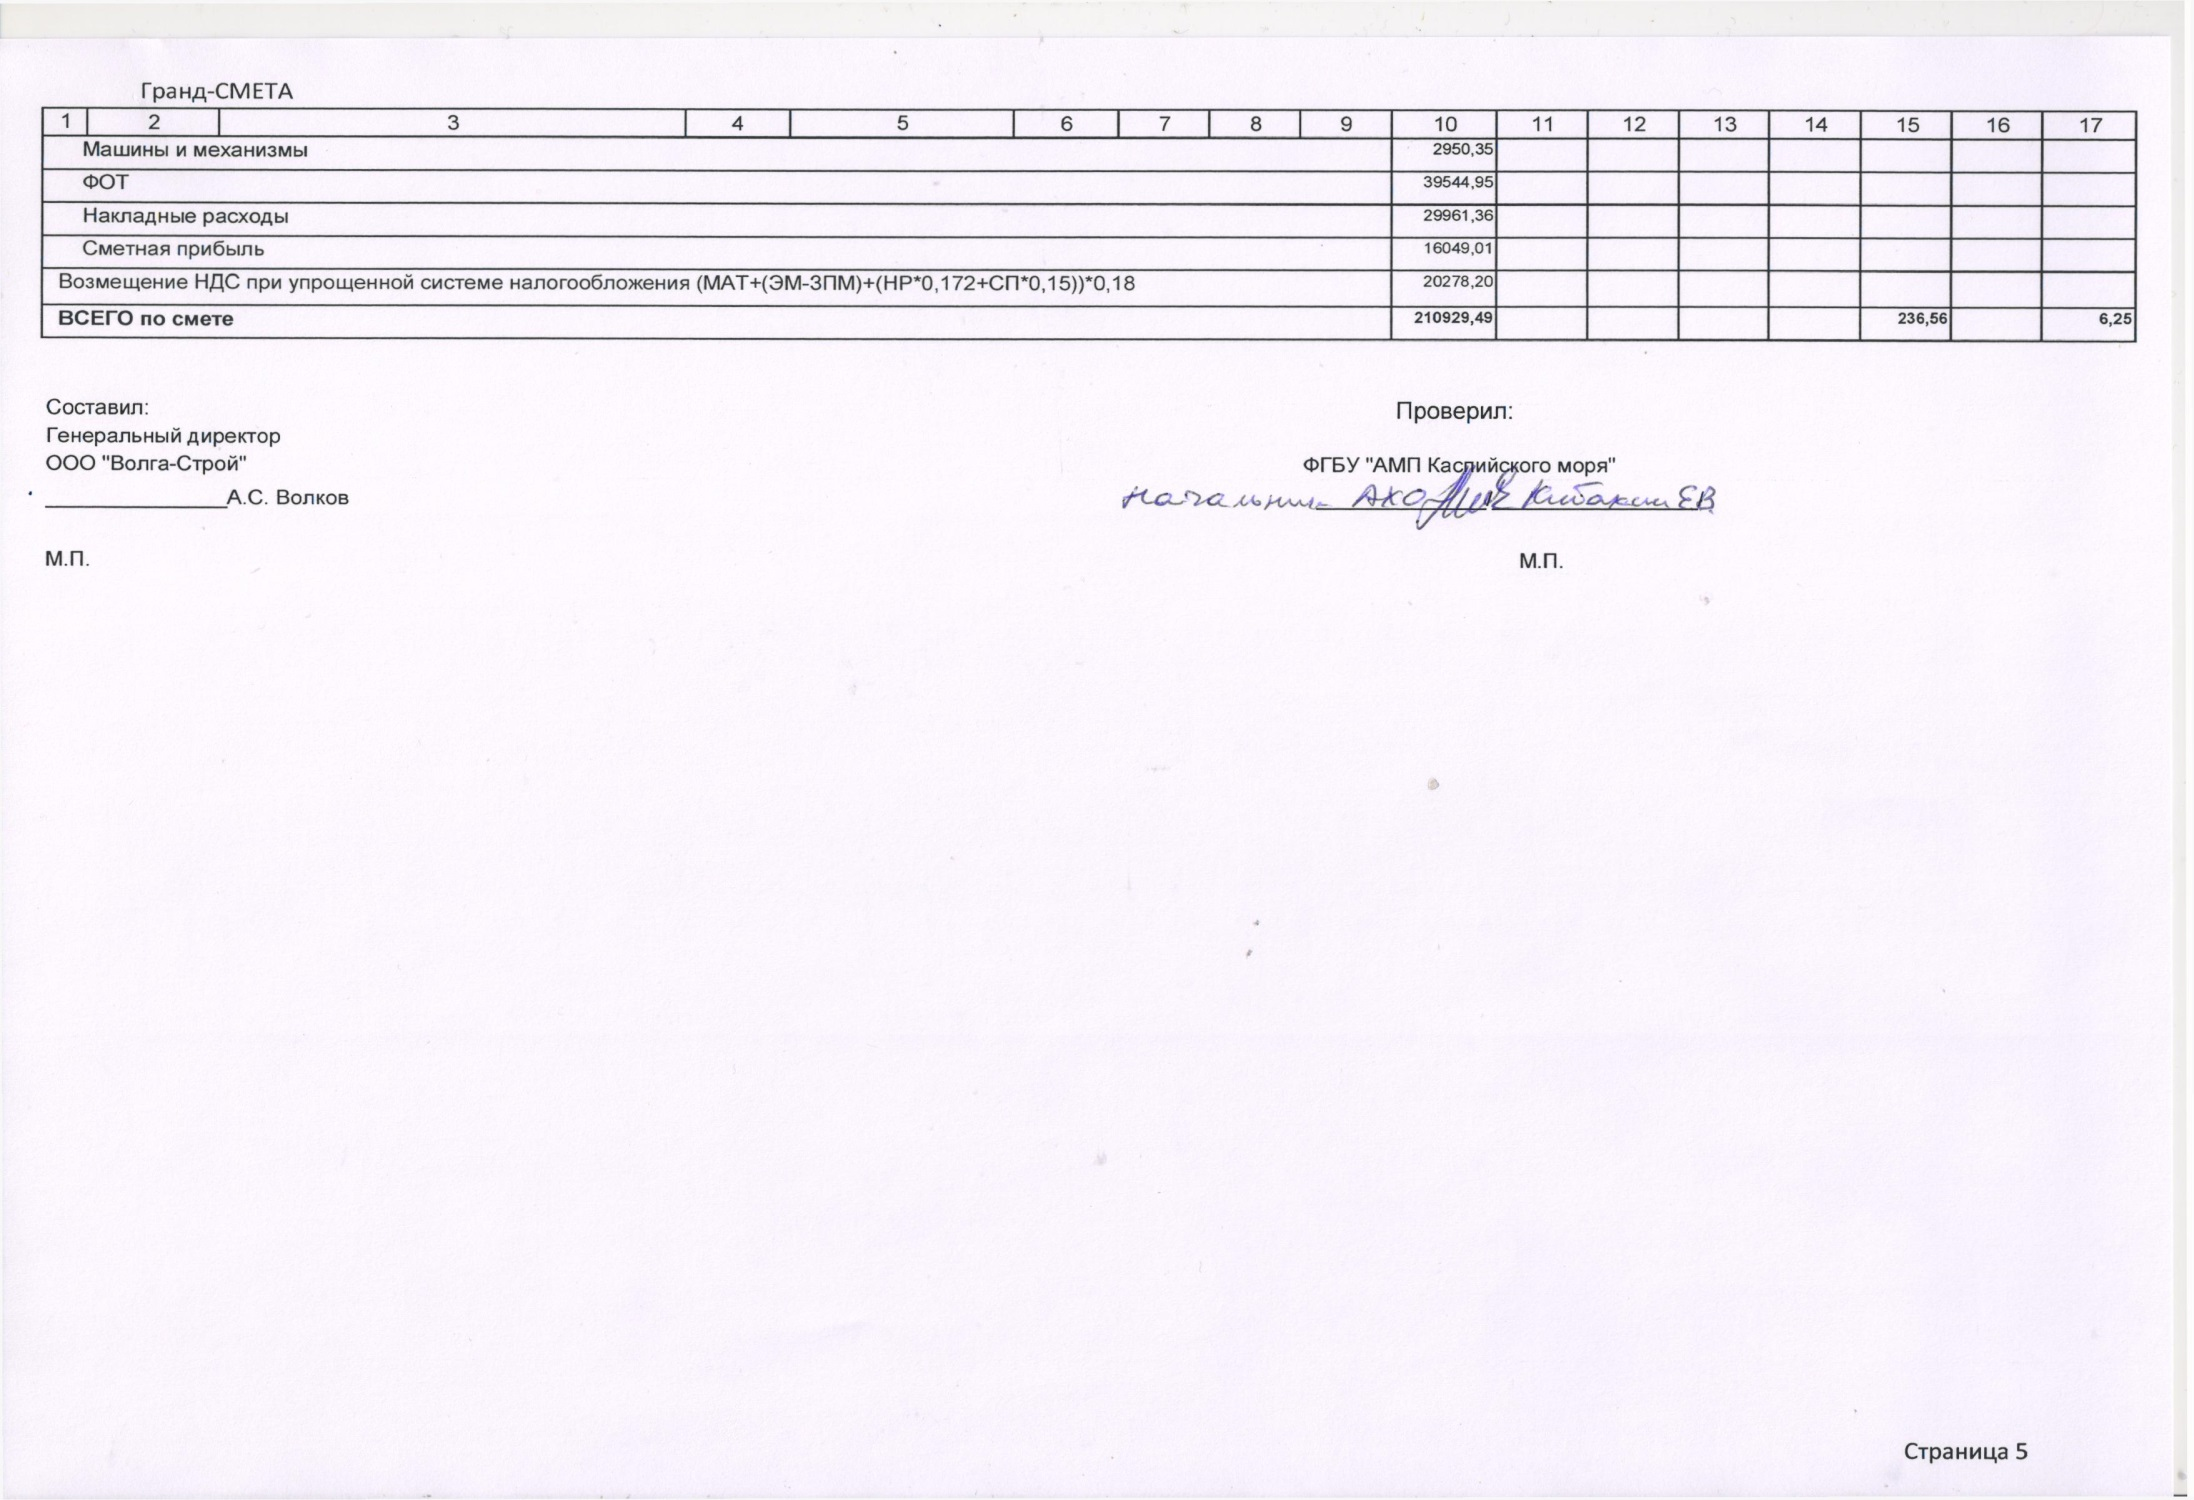 Гранд-СМЕТА
1 2 3 4 5 6 7 8 9 10 11 12 13 14 15 16 17
Машины и механизмы 2950,35
ФОТ 39544,95
Накладные расходы 29961,36
Сметная прибыль 16049,01
Возмещение НДС при упрощенной системе налогообложения (МАТ+(ЭМ-ЗПМ)+(НР*0,172+СП*0,15))*0,18 20278,20
ВСЕГО по смете 210929,49 236,56 6,25
Составил:
Генеральный директор
ООО "Волга-Строй"
А.С. Волков
М.П.
Проверил:
ФГБУ "АМП Каспийского моря"
Начальник АХО ЕВ
М.П.
Страница 5